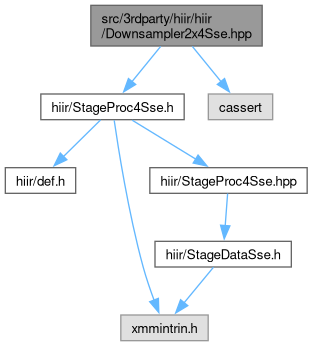 src/3rdparty/hiir/hiir
/Downsampler2x4Sse.hpp
hiir/StageProc4Sse.h
cassert
hiir/def.h
hiir/StageProc4Sse.hpp
hiir/StageDataSse.h
xmmintrin.h